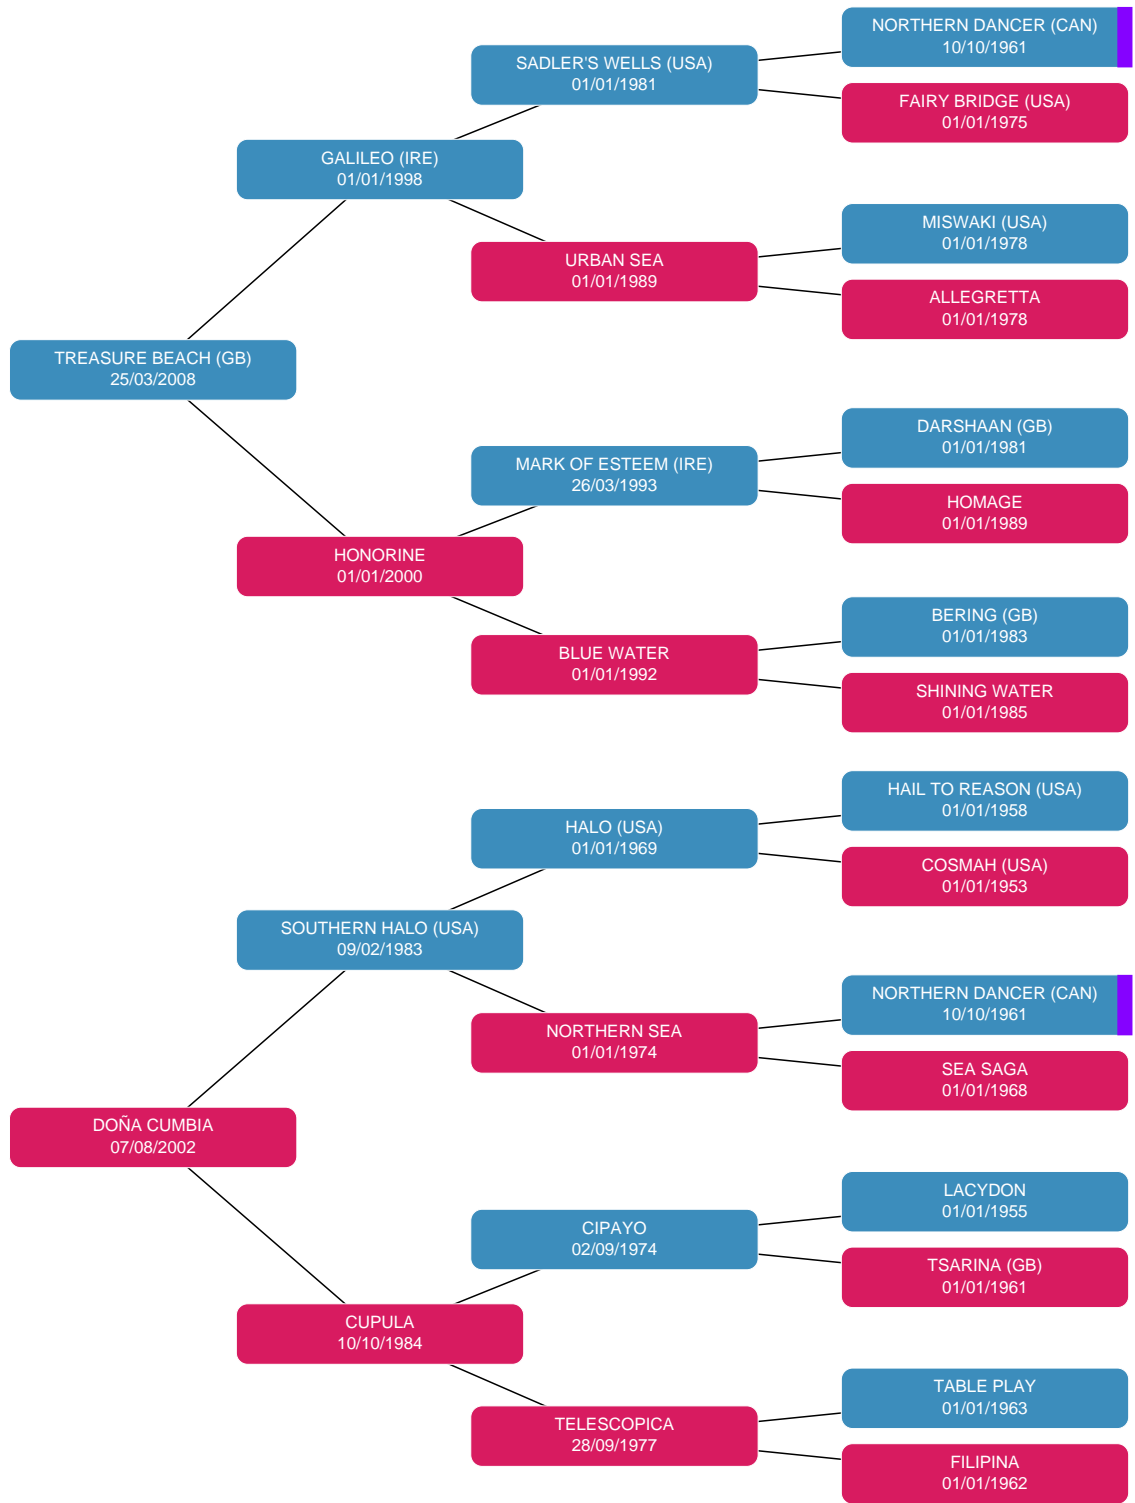 NORTHERN DANCER (CAN)
10/10/1961
SADLER'S WELLS (USA)
01/01/1981
FAIRY BRIDGE (USA)
01/01/1975
GALILEO (IRE)
01/01/1998
MISWAKI (USA)
01/01/1978
URBAN SEA
01/01/1989
ALLEGRETTA
01/01/1978
TREASURE BEACH (GB)
25/03/2008
DARSHAAN (GB)
01/01/1981
MARK OF ESTEEM (IRE)
26/03/1993
HOMAGE
01/01/1989
HONORINE
01/01/2000
BERING (GB)
01/01/1983
BLUE WATER
01/01/1992
SHINING WATER
01/01/1985
HAIL TO REASON (USA)
01/01/1958
HALO (USA)
01/01/1969
COSMAH (USA)
01/01/1953
SOUTHERN HALO (USA)
09/02/1983
NORTHERN DANCER (CAN)
10/10/1961
NORTHERN SEA
01/01/1974
SEA SAGA
01/01/1968
DOÑA CUMBIA
07/08/2002
LACYDON
01/01/1955
CIPAYO
02/09/1974
TSARINA (GB)
01/01/1961
CUPULA
10/10/1984
TABLE PLAY
01/01/1963
TELESCOPICA
28/09/1977
FILIPINA
01/01/1962